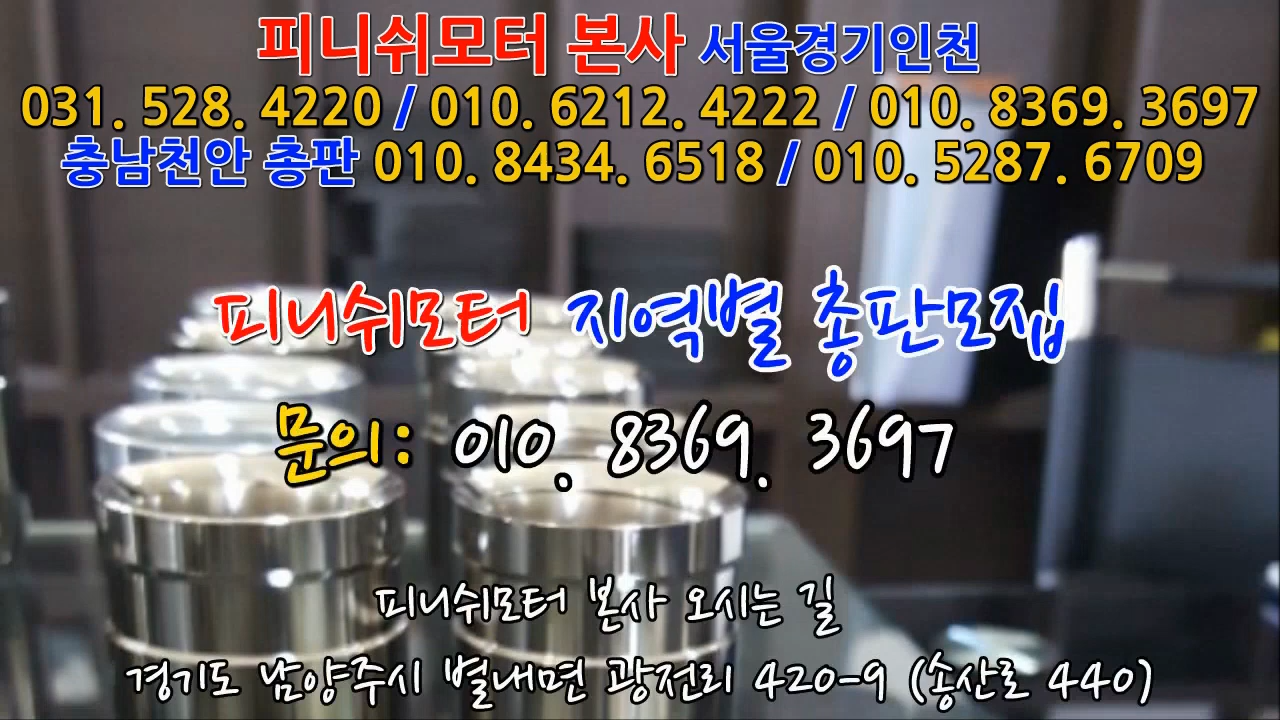 피니쉬모터 본사 서울경기인천
031. 528. 4220 / 010. 6212. 4222 / 010. 8369. 3697
충남천안 총판 010. 8434. 6518 / 010. 5287. 6709
피니쉬모터 지역별 총판모집
문의: 010. 8369. 3697
피니쉬모터 본사 오시는 길
경기도 남양주시 별내면 광전리 420-9 (송산로 440)